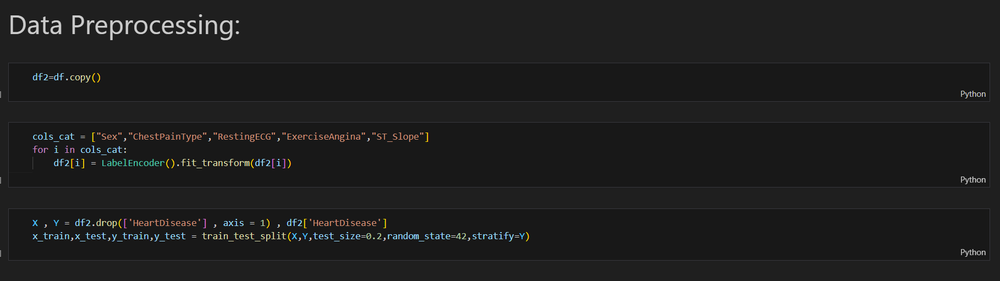 Data Preprocessing:
df2=df.copy()
Python
cols_cat = ["Sex","ChestPainType","RestingECG","ExerciseAngina","ST_Slope"]
for i in cols_cat:
    df2[i] = LabelEncoder().fit_transform(df2[i])
Python
X , Y = df2.drop(['HeartDisease'] , axis = 1) , df2['HeartDisease']
x_train,x_test,y_train,y_test = train_test_split(X,Y,test_size=0.2,random_state=42,stratify=Y)
Python